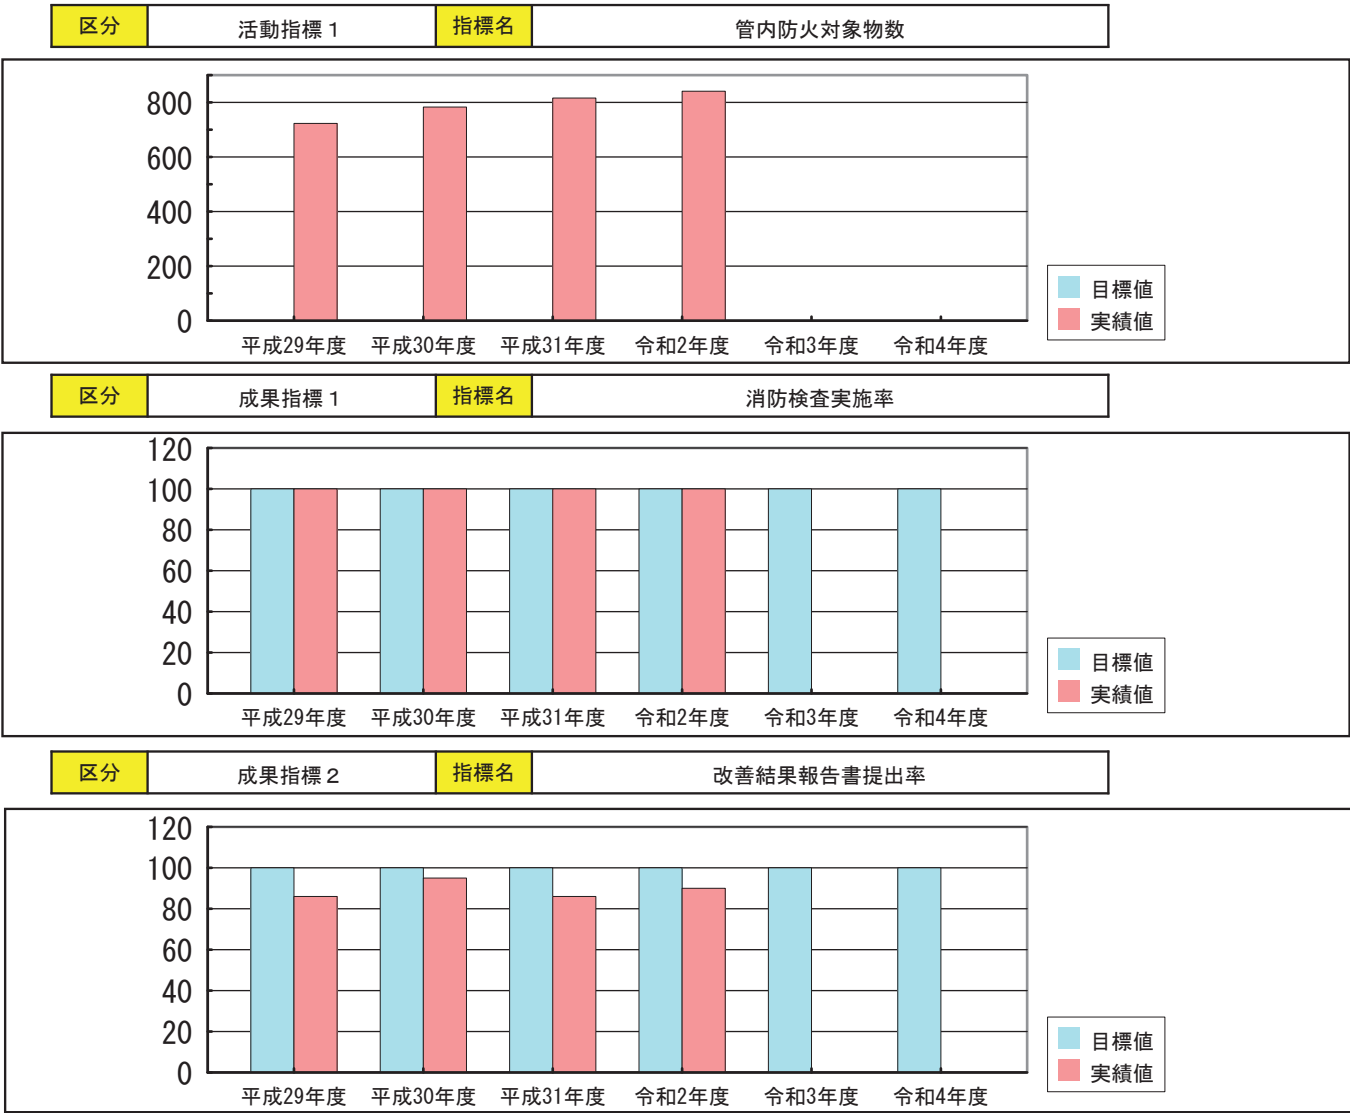 区分 活動指標1 指標名 管内防火対象物数
800
600
400
200
0
平成29年度 平成30年度 平成31年度 令和2年度 令和3年度 令和4年度
目標値
実績値
区分 成果指標1 指標名 消防検査実施率
120
100
80
60
40
20
0
平成29年度 平成30年度 平成31年度 令和2年度 令和3年度 令和4年度
目標値
実績値
区分 成果指標2 指標名 改善結果報告書提出率
120
100
80
60
40
20
0
平成29年度 平成30年度 平成31年度 令和2年度 令和3年度 令和4年度
目標値
実績値